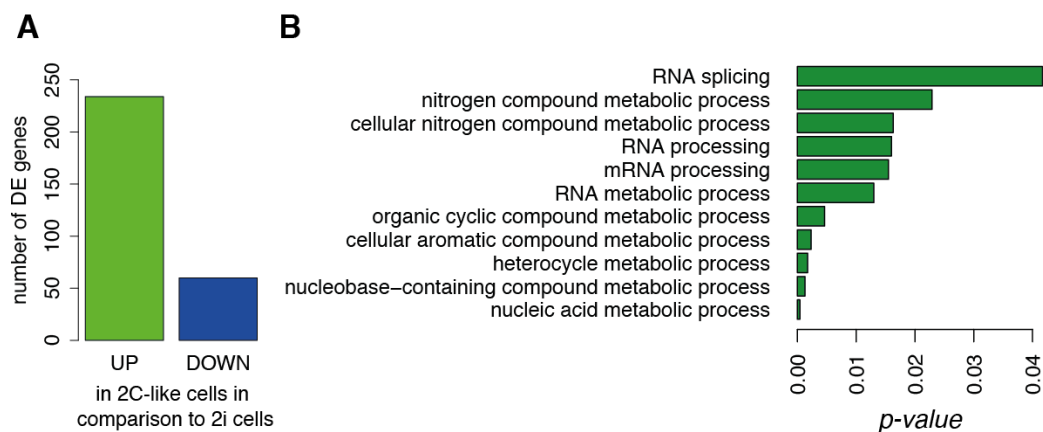 A
B
250
200
150
100
50
0
number of DE genes
UP
DOWN
in 2C-like cells in
comparison to 2i cells
RNA splicing
nitrogen compound metabolic process
cellular nitrogen compound metabolic process
RNA processing
mRNA processing
RNA metabolic process
organic cyclic compound metabolic process
cellular aromatic compound metabolic process
heterocycle metabolic process
nucleobase−containing compound metabolic process
nucleic acid metabolic process
0.00
0.01
0.02
0.03
0.04
p-value